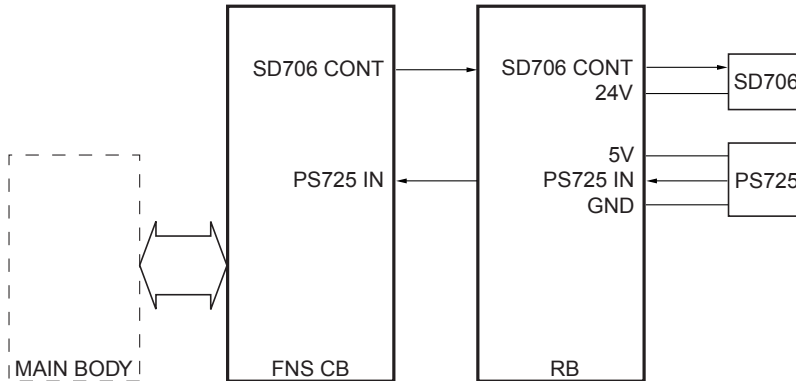 SD706 CONT
SD706 CONT
24V
SD706
PS725 IN
5V
PS725 IN
GND
PS725
MAIN BODY
FNS CB
RB